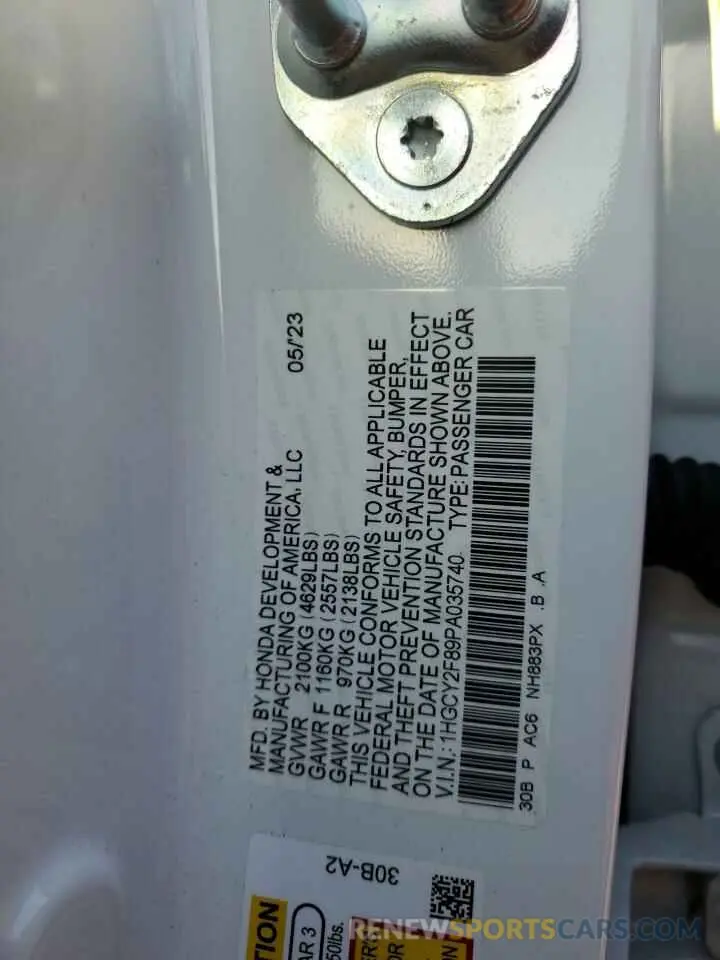 MFD. BY HONDA DEVELOPMENT &
MANUFACTURING OF AMERICA, LLC 05/'23
GVWR 2100KG (4629LBS)
GAWR F 1160KG (2557LBS)
GAWR R 970KG (2138LBS)
THIS VEHICLE CONFORMS TO ALL APPLICABLE
FEDERAL MOTOR VEHICLE SAFETY, BUMPER,
AND THEFT PREVENTION STANDARDS IN EFFECT
ON THE DATE OF MANUFACTURE SHOWN ABOVE.
V.I.N.: 1HGCY2F89PA035740 TYPE: PASSENGER CAR
30B P AC6 NH883PX .B .A
30B-A2
RENEWSPORTSCARS.COM